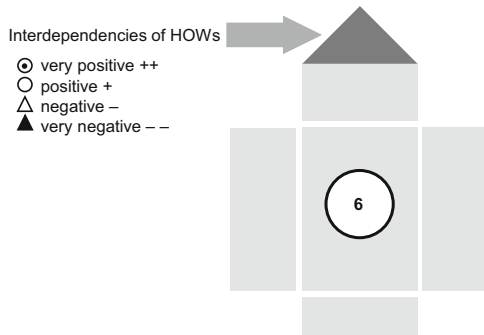 Interdependencies of HOWs
very positive ++
positive +
negative –
very negative – –
6